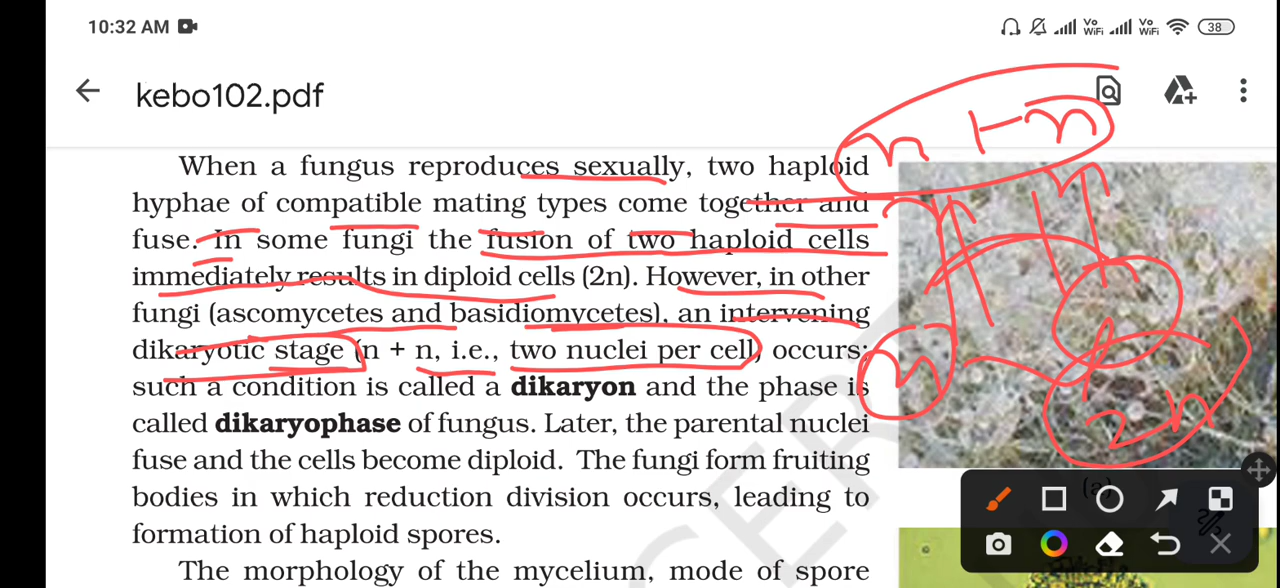 10:32 AM
Vo WiFi Vo WiFi 38
kebo102.pdf
n + n
When a fungus reproduces sexually, two haploid
hyphae of compatible mating types come together and
fuse. In some fungi the fusion of two haploid cells
immediately results in diploid cells (2n). However, in other
fungi (ascomycetes and basidiomycetes), an intervening
dikaryotic stage (n + n, i.e., two nuclei per cell) occurs;
such a condition is called a dikaryon and the phase is
called dikaryophase of fungus. Later, the parental nuclei
fuse and the cells become diploid. The fungi form fruiting
bodies in which reduction division occurs, leading to
formation of haploid spores.
The morphology of the mycelium, mode of spore
n
2n
(a)